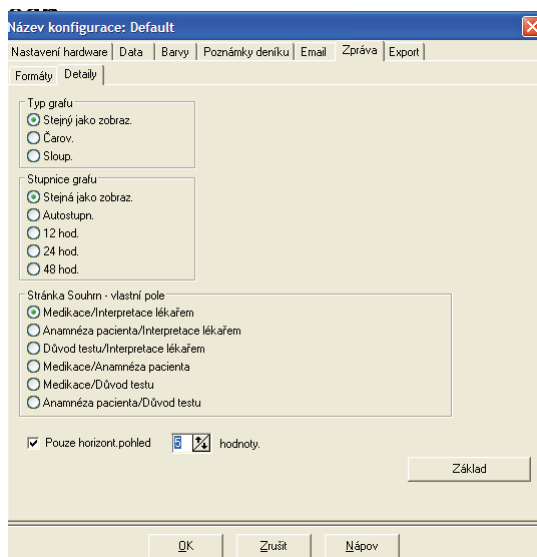 Název konfigurace: Default
Nastavení hardware Data Barvy Poznámky deníku Email Zpráva Export
Formáty Detaily
Typ grafu
Stejný jako zobraz.
Čarov.
Sloup.
Stupnice grafu
Stejná jako zobraz.
Autostupn.
12 hod.
24 hod.
48 hod.
Stránka Souhrn - vlastní pole
Medikace/Interpretace lékařem
Anamnéza pacienta/Interpretace lékařem
Důvod testu/Interpretace lékařem
Medikace/Anamnéza pacienta
Medikace/Důvod testu
Anamnéza pacienta/Důvod testu
Pouze horizont.pohled 5 hodnoty.
Základ
OK Zrušit Nápov